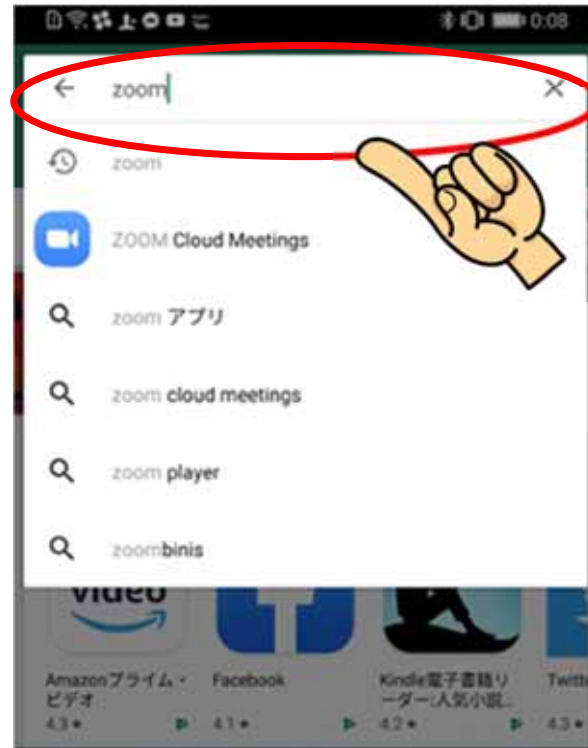 0:08
zoom
zoom
ZOOM Cloud Meetings
zoom アプリ
zoom cloud meetings
zoom player
zoombinis
video
Amazonプライム・ Facebook Kindle電子書籍リ
ビデオ ーダー:人気小説...
4.3★ 4.1★ 4.2★ 4.3★